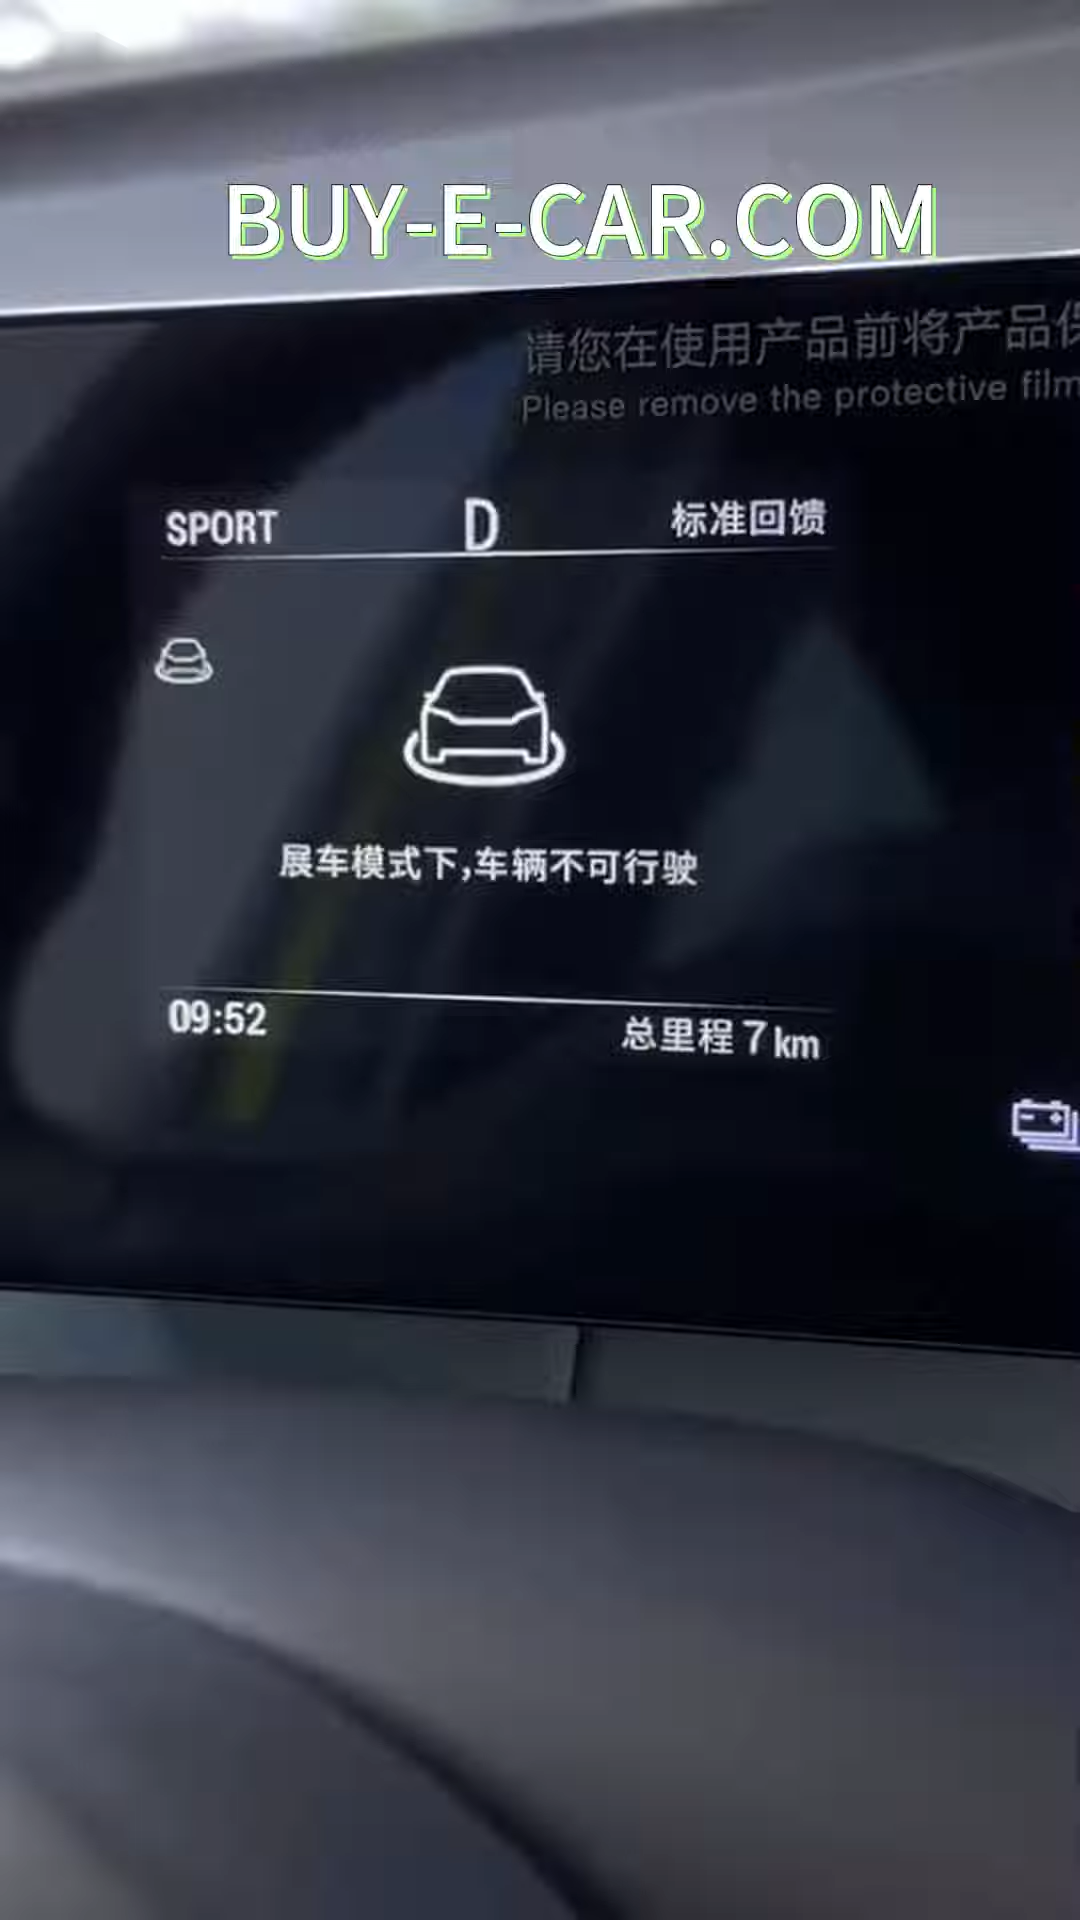 BUY-E-CAR.COM
请您在使用产品前将产品保
Please remove the protective film
SPORT D 标准回馈
展车模式下,车辆不可行驶
09:52 总里程 7 km